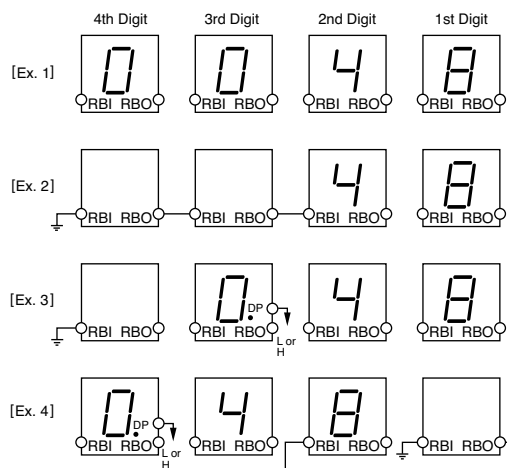 4th Digit 3rd Digit 2nd Digit 1st Digit
[Ex. 1] 0 0 4 8
RBI RBO RBI RBO RBI RBO RBI RBO
[Ex. 2] 4 8
RBI RBO RBI RBO RBI RBO RBI RBO
[Ex. 3] 0. DP 4 8
RBI RBO RBI RBO L or H RBI RBO RBI RBO
[Ex. 4] 0. DP 4 8
RBI RBO L or H RBI RBO RBI RBO RBI RBO